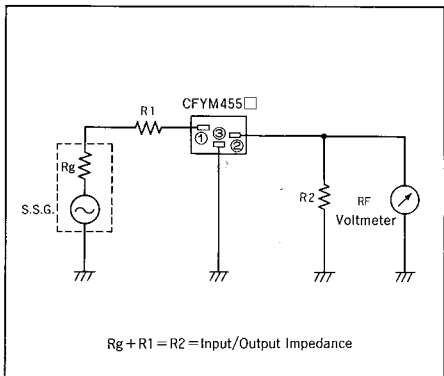 CFYM455□
R1
① ③ ②
Rg
S.S.G.
R2
RF
Voltmeter
Rg+R1=R2=Input/Output Impedance